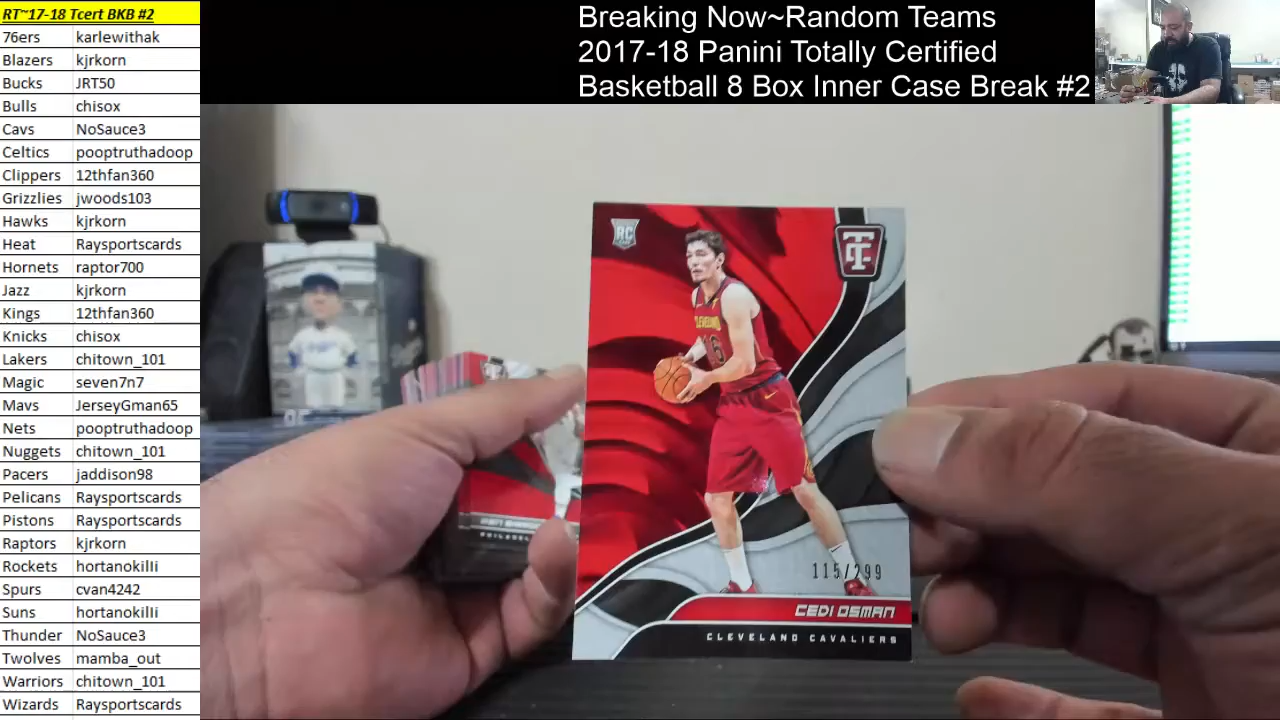 RT~17-18 Tcert BKB #2
76ers karlewithak
Blazers kjrkorn
Bucks JRT50
Bulls chisox
Cavs NoSauce3
Celtics pooptruthadoop
Clippers 12thfan360
Grizzlies jwoods103
Hawks kjrkorn
Heat Raysportscards
Hornets raptor700
Jazz kjrkorn
Kings 12thfan360
Knicks chisox
Lakers chitown_101
Magic seven7n7
Mavs JerseyGman65
Nets pooptruthadoop
Nuggets chitown_101
Pacers jaddison98
Pelicans Raysportscards
Pistons Raysportscards
Raptors kjrkorn
Rockets hortanokilli
Spurs cvan4242
Suns hortanokilli
Thunder NoSauce3
Twolves mamba_out
Warriors chitown_101
Wizards Raysportscards
Breaking Now~Random Teams
2017-18 Panini Totally Certified
Basketball 8 Box Inner Case Break #2
RC
TC
CLEVELAND
16
115/299
CEDI OSMAN
CLEVELAND CAVALIERS